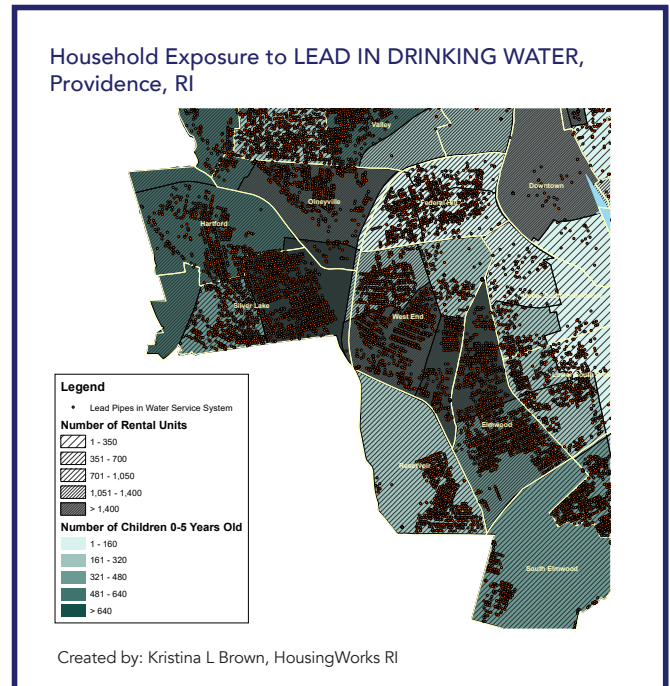 Household Exposure to LEAD IN DRINKING WATER,
Providence, RI
Valley
Olneyville
Federal Hill
Downtown
Hartford
Silver Lake
West End
Elmwood
Reservoir
South Elmwood
Legend
Lead Pipes in Water Service System
Number of Rental Units
1 - 350
351 - 700
701 - 1,050
1,051 - 1,400
> 1,400
Number of Children 0-5 Years Old
1 - 160
161 - 320
321 - 480
481 - 640
> 640
Created by: Kristina L Brown, HousingWorks RI